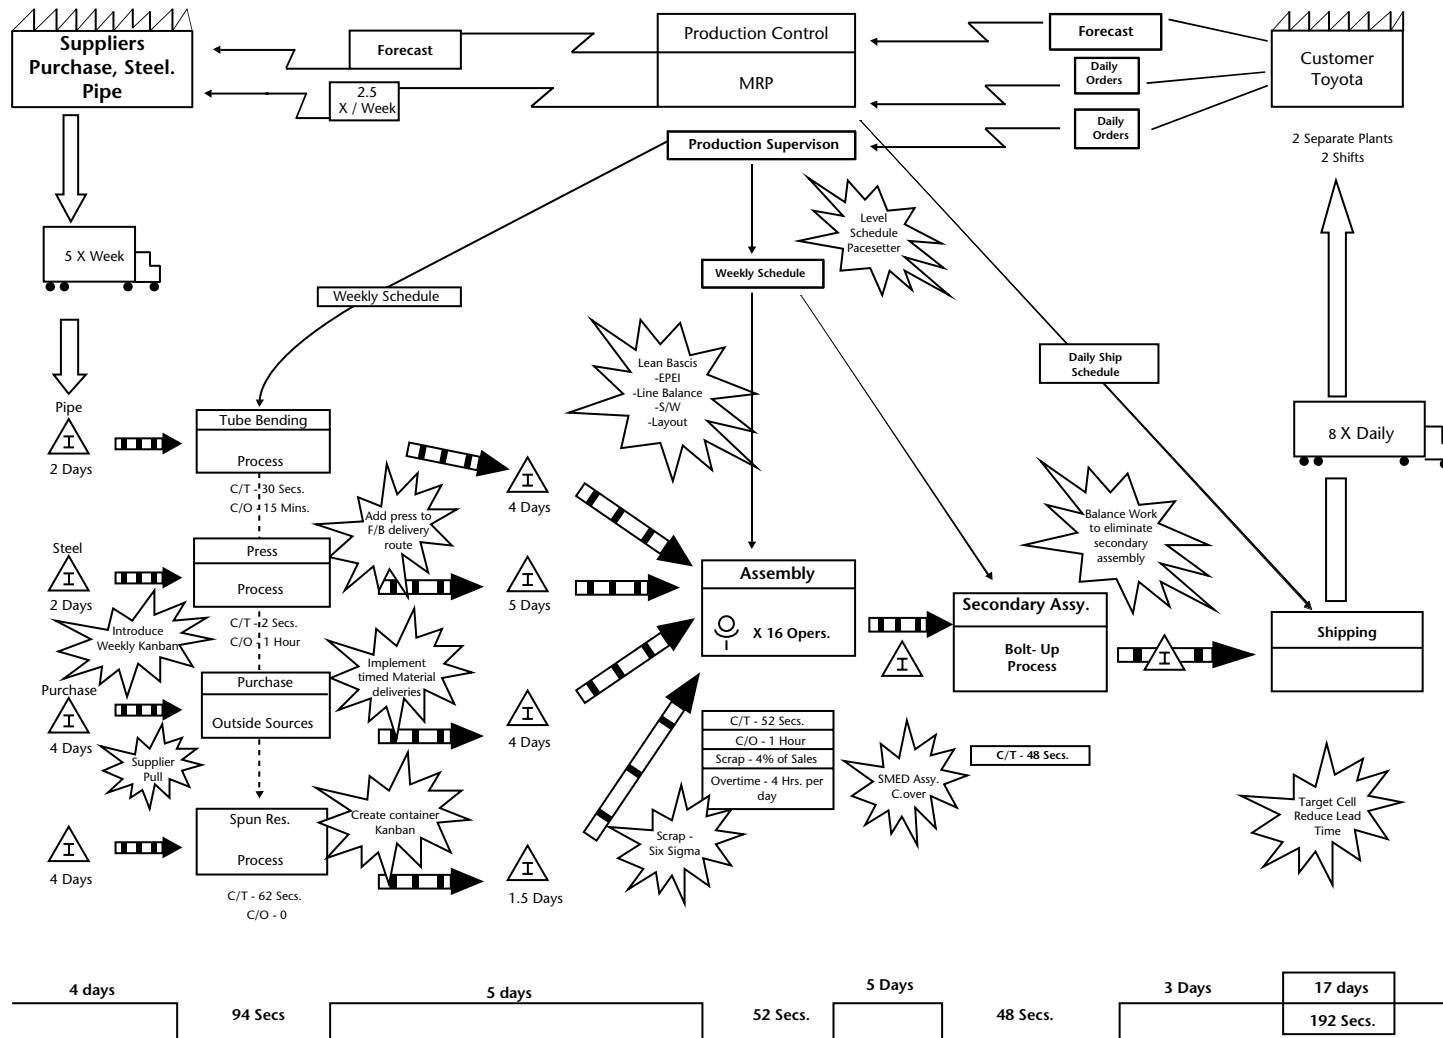 Suppliers
Purchase, Steel.
Pipe
Forecast
2.5
X / Week
Production Control
MRP
Production Supervison
Forecast
Daily
Orders
Daily
Orders
Customer
Toyota
2 Separate Plants
2 Shifts
5 X Week
Weekly Schedule
Weekly Schedule
Level
Schedule
Pacesetter
Daily Ship
Schedule
Lean Bascis
-EPEI
-Line Balance
-S/W
-Layout
8 X Daily
Pipe
I
2 Days
Tube Bending
Process
C/T - 30 Secs.
C/O - 15 Mins.
Add press to
F/B delivery
route
I
4 Days
Balance Work
to eliminate
secondary
assembly
Steel
I
2 Days
Press
Process
C/T - 2 Secs.
C/O - 1 Hour
I
5 Days
Assembly
X 16 Opers.
I
Secondary Assy.
Bolt- Up
Process
I
Shipping
Introduce
Weekly Kanban
Implement
timed Material
deliveries
Purchase
I
4 Days
Purchase
Outside Sources
I
4 Days
Supplier
Pull
C/T - 52 Secs.
C/O - 1 Hour
Scrap - 4% of Sales
Overtime - 4 Hrs. per
day
SMED Assy.
C.over
C/T - 48 Secs.
Target Cell
Reduce Lead
Time
I
4 Days
Spun Res.
Process
C/T - 62 Secs.
C/O - 0
Create container
Kanban
I
1.5 Days
Scrap -
Six Sigma
4 days
94 Secs
5 days
52 Secs.
5 Days
48 Secs.
3 Days
17 days
192 Secs.